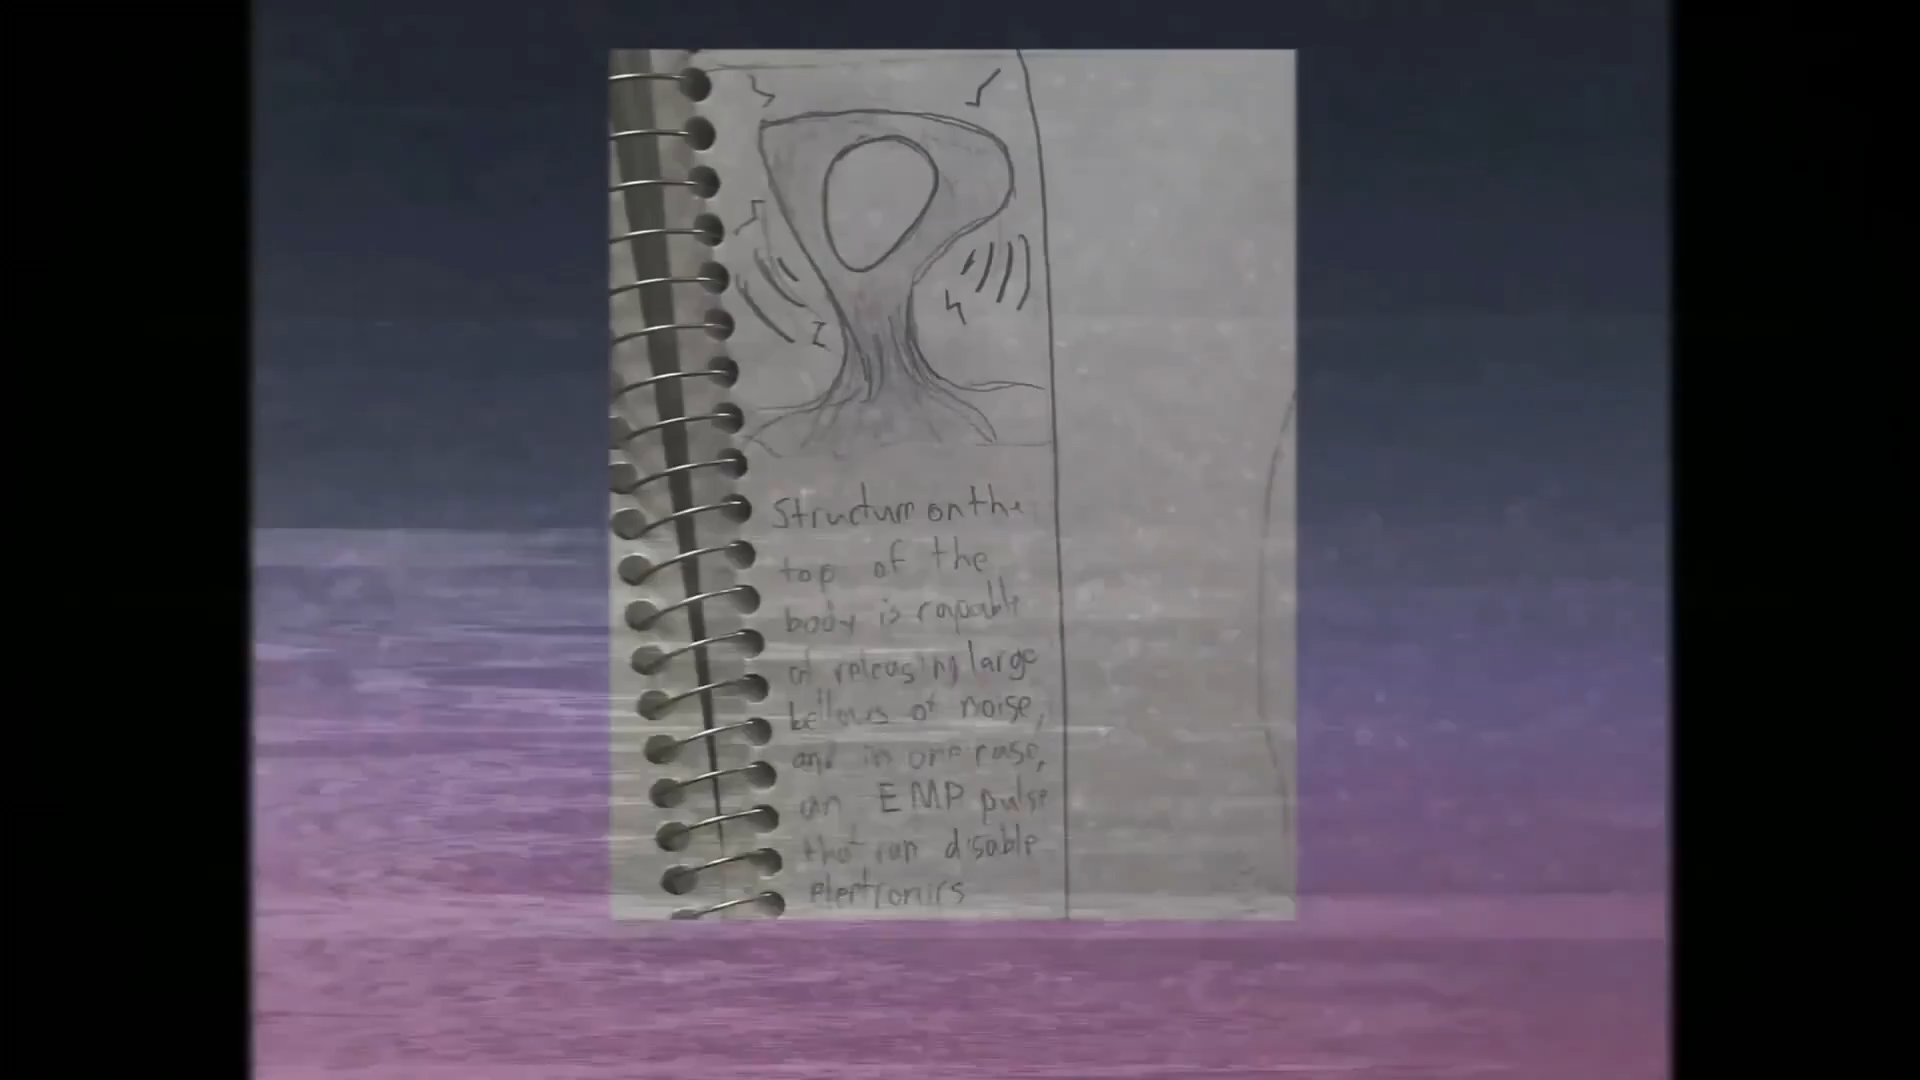 Structure on the
top of the
body is capable
of releasing large
bellows of noise,
and in one case,
an EMP pulse
that can disable
electronics